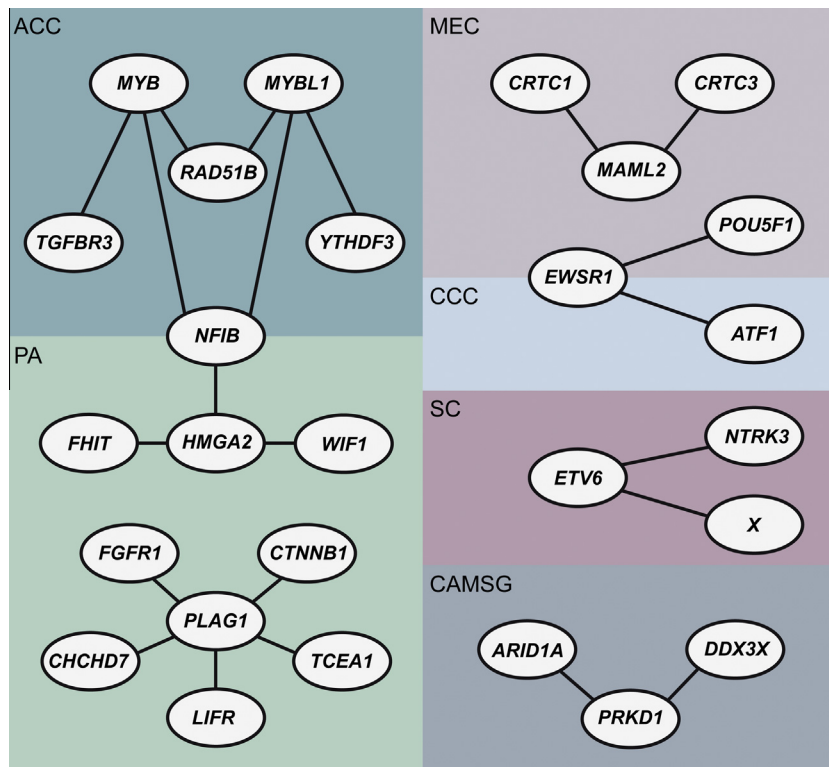 ACC
MYB
MYBL1
RAD51B
TGFBR3
YTHDF3
NFIB
PA
FHIT
HMGA2
WIF1
FGFR1
CTNNB1
PLAG1
CHCHD7
TCEA1
LIFR
MEC
CRTC1
CRTC3
MAML2
POU5F1
EWSR1
CCC
ATF1
SC
NTRK3
ETV6
X
CAMSG
ARID1A
DDX3X
PRKD1